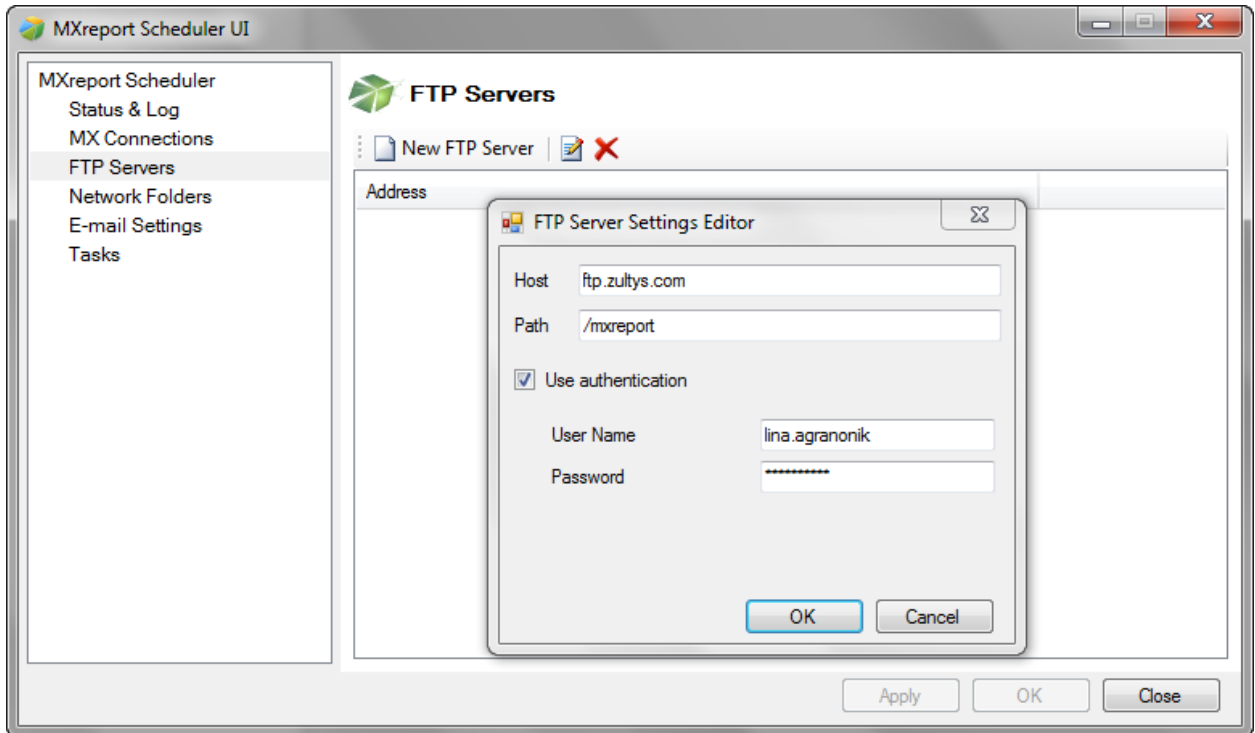 MXreport Scheduler UI
MXreport Scheduler
Status & Log
MX Connections
FTP Servers
Network Folders
E-mail Settings
Tasks
FTP Servers
New FTP Server
Address
FTP Server Settings Editor
Host ftp.zultys.com
Path /mxreport
Use authentication
User Name lina.agranonik
Password **********
OK Cancel
Apply OK Close